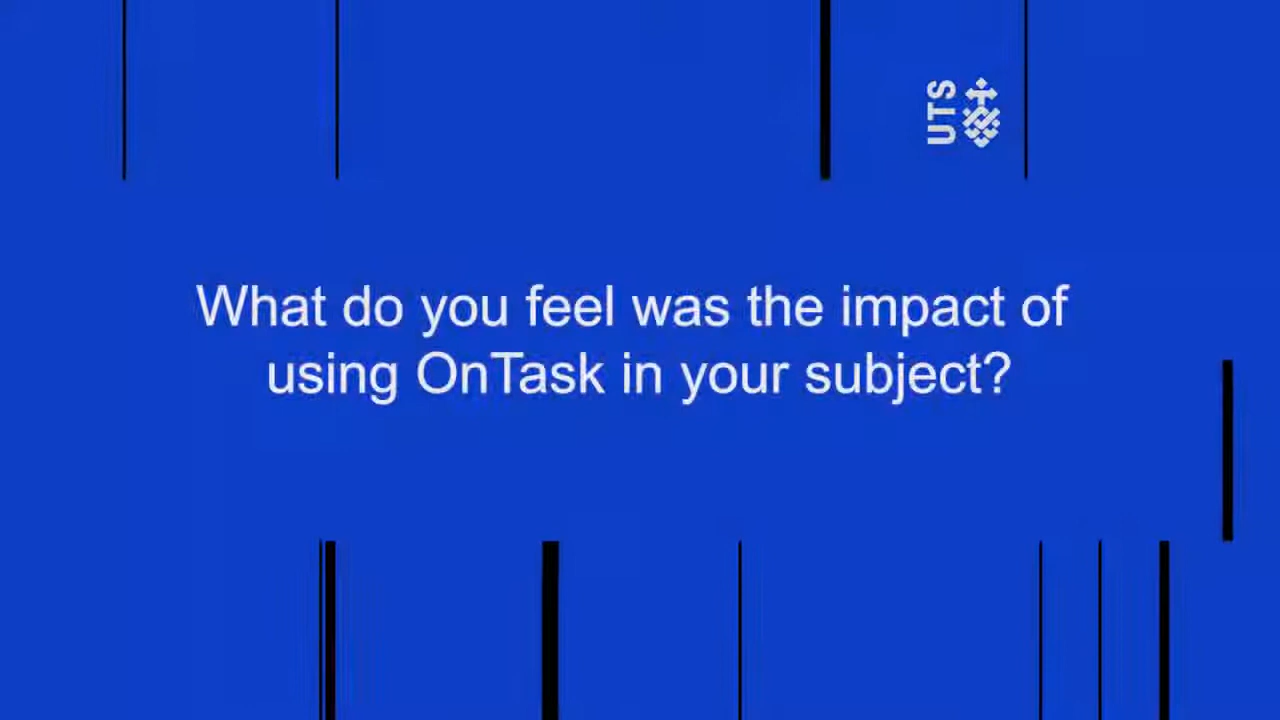 UTS
What do you feel was the impact of
using OnTask in your subject?